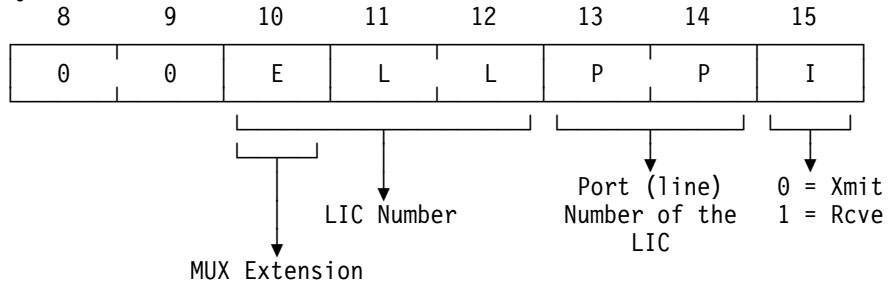 8 9 10 11 12 13 14 15
0 0 E L L P P I
Port (line) 0 = Xmit
LIC Number Number of the 1 = Rcve
LIC
MUX Extension